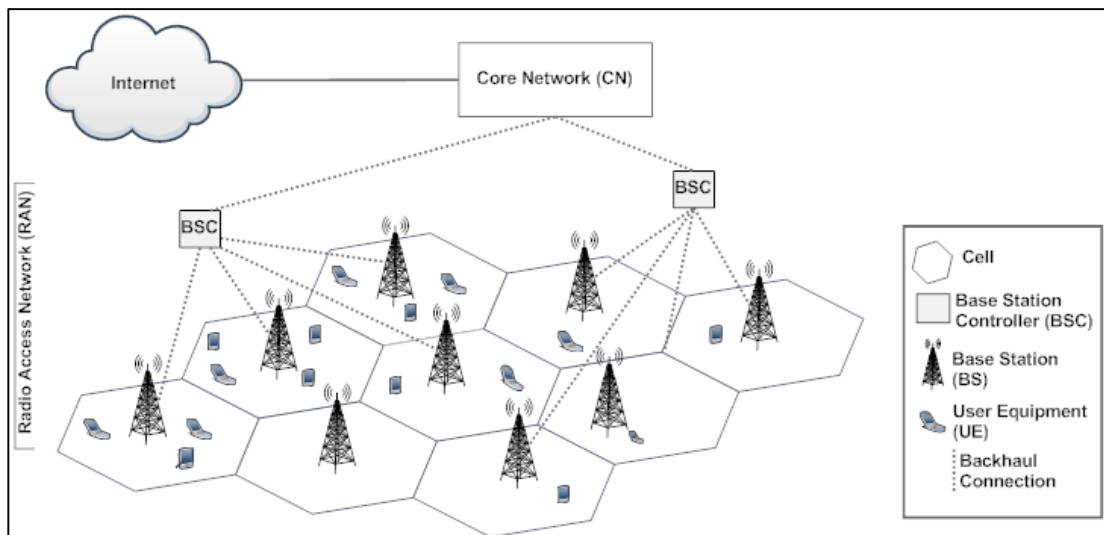 Internet
Core Network (CN)
BSC
BSC
Radio Access Network (RAN)
Cell
Base Station
Controller (BSC)
Base Station
(BS)
User Equipment
(UE)
Backhaul
Connection